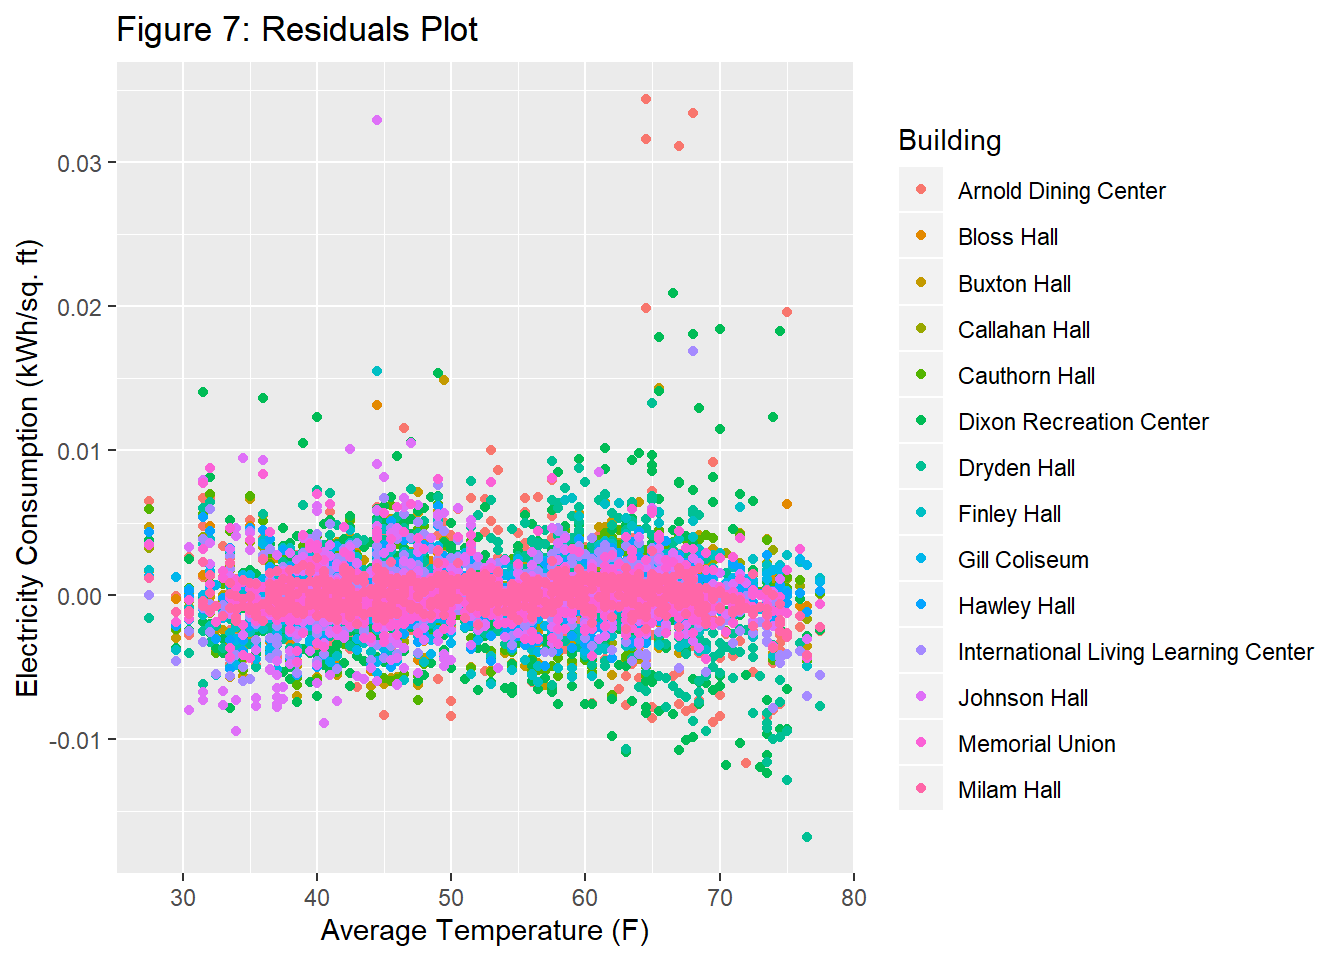 Figure 7: Residuals Plot
Electricity Consumption (kWh/sq. ft)
0.03
0.02
0.01
0.00
-0.01
30 40 50 60 70 80
Average Temperature (F)
Building
Arnold Dining Center
Bloss Hall
Buxton Hall
Callahan Hall
Cauthorn Hall
Dixon Recreation Center
Dryden Hall
Finley Hall
Gill Coliseum
Hawley Hall
International Living Learning Center
Johnson Hall
Memorial Union
Milam Hall